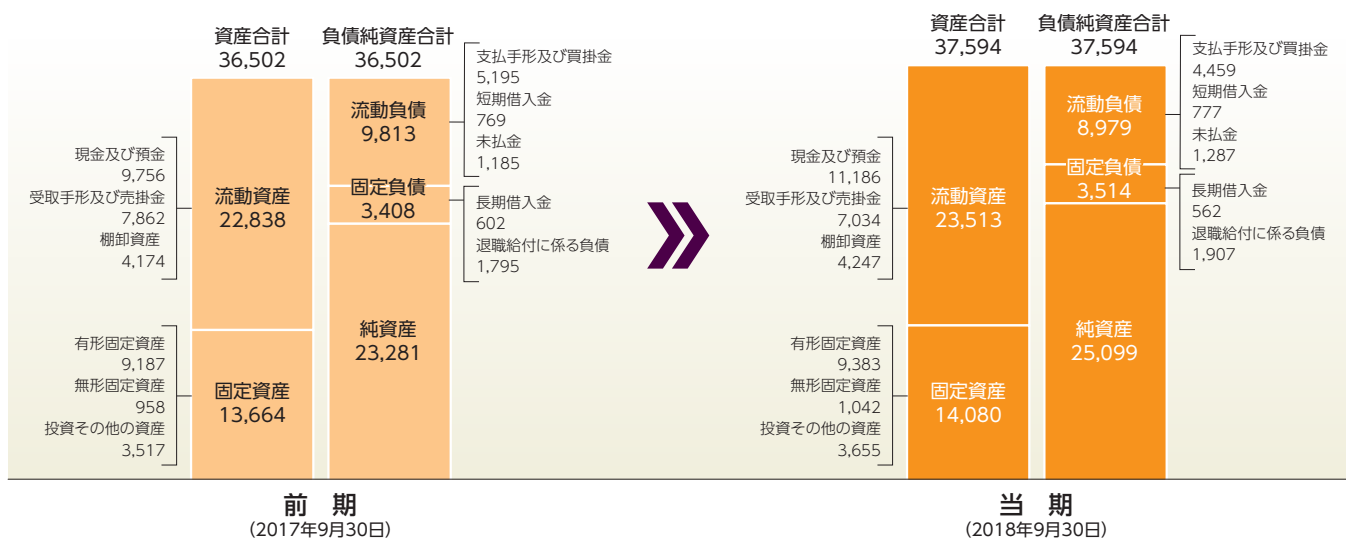 資産合計
36,502
負債純資産合計
36,502
現金及び預金
9,756
受取手形及び売掛金
7,862
棚卸資産
4,174
流動資産
22,838
有形固定資産
9,187
無形固定資産
958
投資その他の資産
3,517
固定資産
13,664
流動負債
9,813
支払手形及び買掛金
5,195
短期借入金
769
未払金
1,185
固定負債
3,408
長期借入金
602
退職給付に係る負債
1,795
純資産
23,281
前 期
(2017年9月30日)
資産合計
37,594
負債純資産合計
37,594
現金及び預金
11,186
受取手形及び売掛金
7,034
棚卸資産
4,247
流動資産
23,513
有形固定資産
9,383
無形固定資産
1,042
投資その他の資産
3,655
固定資産
14,080
流動負債
8,979
支払手形及び買掛金
4,459
短期借入金
777
未払金
1,287
固定負債
3,514
長期借入金
562
退職給付に係る負債
1,907
純資産
25,099
当 期
(2018年9月30日)